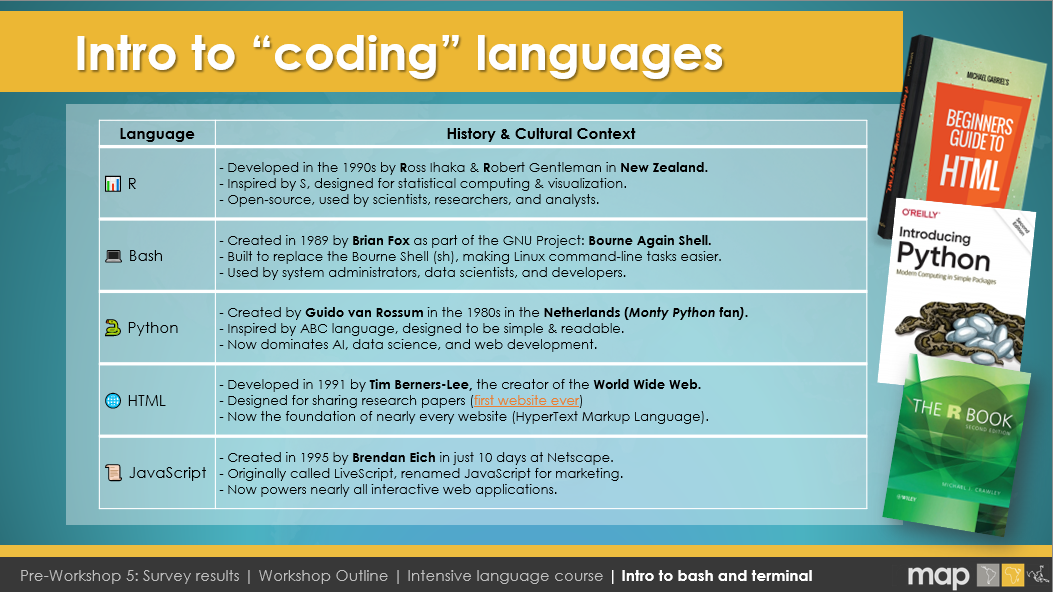 Intro to “coding” languages
Language
History & Cultural Context
R
- Developed in the 1990s by Ross Ihaka & Robert Gentleman in New Zealand.
- Inspired by S, designed for statistical computing & visualization.
- Open-source, used by scientists, researchers, and analysts.
Bash
- Created in 1989 by Brian Fox as part of the GNU Project: Bourne Again Shell.
- Built to replace the Bourne Shell (sh), making Linux command-line tasks easier.
- Used by system administrators, data scientists, and developers.
Python
- Created by Guido van Rossum in the 1980s in the Netherlands (Monty Python fan).
- Inspired by ABC language, designed to be simple & readable.
- Now dominates AI, data science, and web development.
HTML
- Developed in 1991 by Tim Berners-Lee, the creator of the World Wide Web.
- Designed for sharing research papers (first website ever)
- Now the foundation of nearly every website (HyperText Markup Language).
JavaScript
- Created in 1995 by Brendan Eich in just 10 days at Netscape.
- Originally called LiveScript, renamed JavaScript for marketing.
- Now powers nearly all interactive web applications.
MICHAEL GABRIEL'S
BEGINNERS
GUIDE TO
HTML
O'REILLY
Second
Edition
Introducing
Python
Modern Computing in Simple Packages
THE R BOOK
SECOND EDITION
MICHAEL J. CRAWLEY
WILEY
Pre-Workshop 5: Survey results | Workshop Outline | Intensive language course | Intro to bash and terminal
map